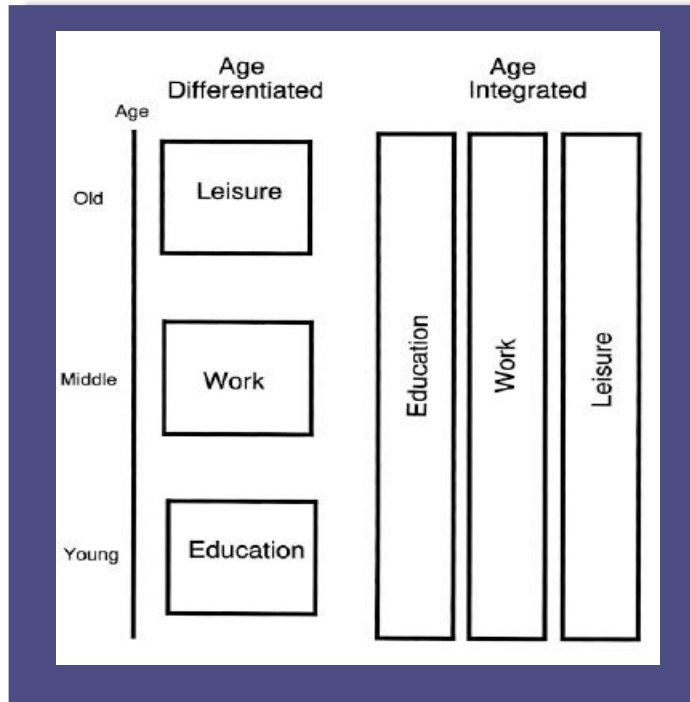 Age
Differentiated
Age
Integrated
Age
Old
Leisure
Middle
Work
Young
Education
Education
Work
Leisure